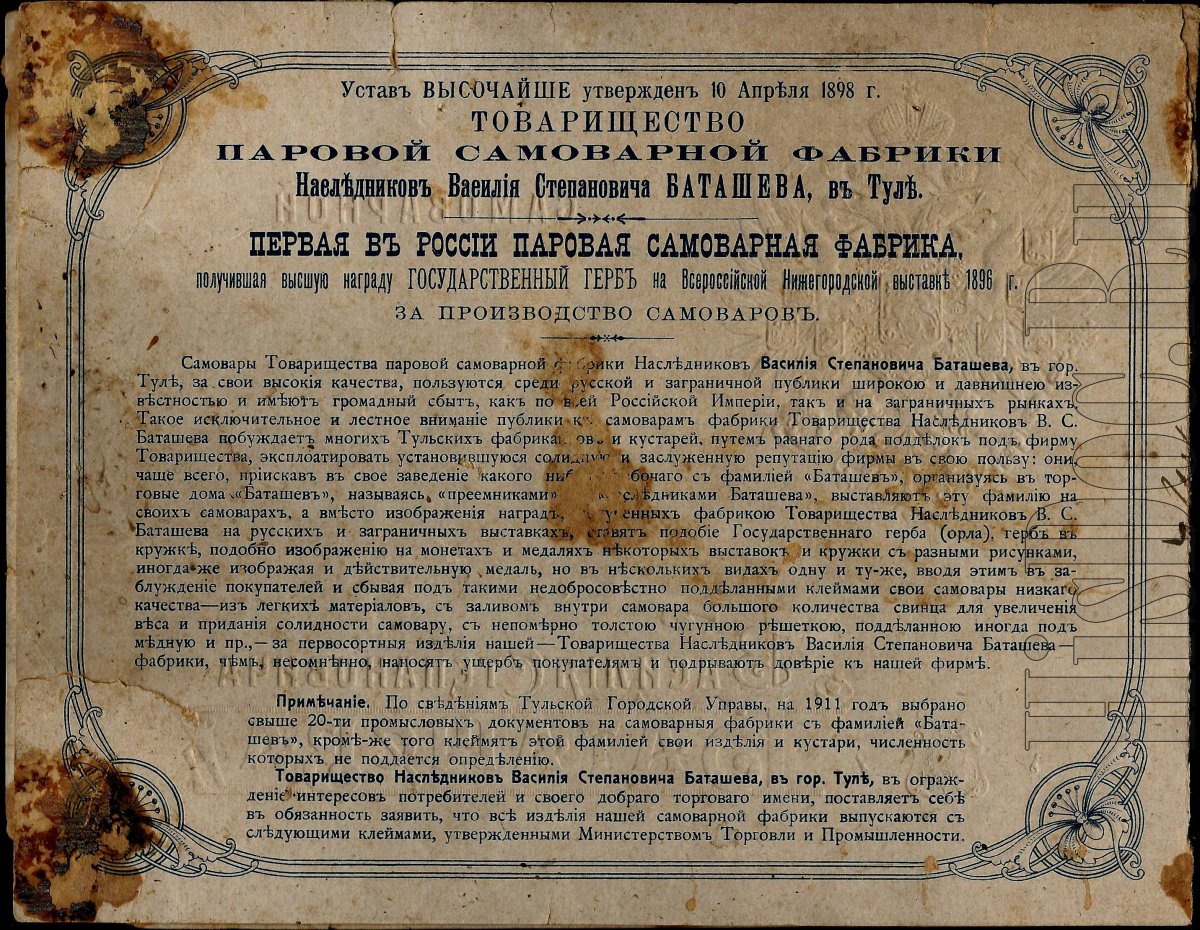 Уставъ ВЫСОЧАЙШЕ утвержденъ 10 Апрѣля 1898 г.
ТОВАРИЩЕСТВО
ПАРОВОЙ САМОВАРНОЙ ФАБРИКИ
Наслѣдниковъ Василія Степановича БАТАШЕВА, въ Тулѣ.
ПЕРВАЯ ВЪ РОССІИ ПАРОВАЯ САМОВАРНАЯ ФАБРИКА,
получившая высшую награду ГОСУДАРСТВЕННЫЙ ГЕРБЪ на Всероссійской Нижегородской выставкѣ 1896 г.
ЗА ПРОИЗВОДСТВО САМОВАРОВЪ.
Самовары Товарищества паровой самоварной фабрики Наслѣдниковъ Василія Степановича Баташева, въ гор.
Тулѣ, за свои высокія качества, пользуются среди русской и заграничной публики широкою и давнишнею из-
вѣстностью и имѣютъ громадный сбытъ, какъ по всей Россійской Имперіи, такъ и на заграничныхъ рынкахъ.
Такое исключительное и лестное вниманіе публики къ самоварамъ фабрики Товарищества Наслѣдниковъ В. С.
Баташева побуждаетъ многихъ Тульскихъ и кустарей, путемъ разнаго рода поддѣлокъ подъ фирму
Товарищества, эксплоатировать установившуюся солидную и заслуженную репутацію фирмы въ свою пользу: они,
чаще всего, пріискавъ въ свое заведеніе какого съ фамиліей «Баташевъ», организуясь въ тор-
говые дома «Баташевъ», называясь «преемниками» Баташева», выставляютъ эту фамилію на
своихъ самоварахъ, а вмѣсто изображенія наградъ, фабрикою Товарищества Наслѣдниковъ В. С.
Баташева на русскихъ и заграничныхъ выставкахъ, ставятъ подобіе Государственнаго герба (орла), гербъ въ
кружкѣ, подобно изображенію на монетахъ и медаляхъ нѣкоторыхъ выставокъ и кружки съ разными рисунками,
иногда-же изображая и дѣйствительную медаль, но въ нѣсколькихъ видахъ одну и ту-же, вводя этимъ въ за-
блужденіе покупателей и сбывая подъ такими недобросовѣстно поддѣланными клеймами свои самовары низкаго
качества—изъ легкихъ матеріаловъ, съ заливомъ внутри самовара большого количества свинца для увеличенія
вѣса и приданія солидности самовару, съ непомѣрно толстою чугунною рѣшеткою, поддѣланною иногда подъ
мѣдную и пр.,—за первосортныя издѣлія нашей—Товарищества Наслѣдниковъ Василія Степановича Баташева—
фабрики, чѣмъ, несомнѣнно, наносятъ ущербъ покупателямъ и подрываютъ довѣріе къ нашей фирмѣ.
Примѣчаніе. По свѣдѣніямъ Тульской Городской Управы, на 1911 годъ выбрано
свыше 20-ти промысловыхъ документовъ на самоварныя фабрики съ фамиліей «Бата-
шевъ», кромѣ-же того клеймятъ этой фамиліей свои издѣлія и кустари, численность
которыхъ не поддается опредѣленію.
Товарищество Наслѣдниковъ Василія Степановича Баташева, въ гор. Тулѣ, въ ограж-
деніе интересовъ потребителей и своего добраго торговаго имени, поставляетъ себѣ
въ обязанность заявить, что всѣ издѣлія нашей самоварной фабрики выпускаются съ
слѣдующими клеймами, утвержденными Министерствомъ Торговли и Промышленности.
САМОВАРНОЙ
ВАСИЛІЯ СТЕПАНОВИЧА
HISTPOO.RU